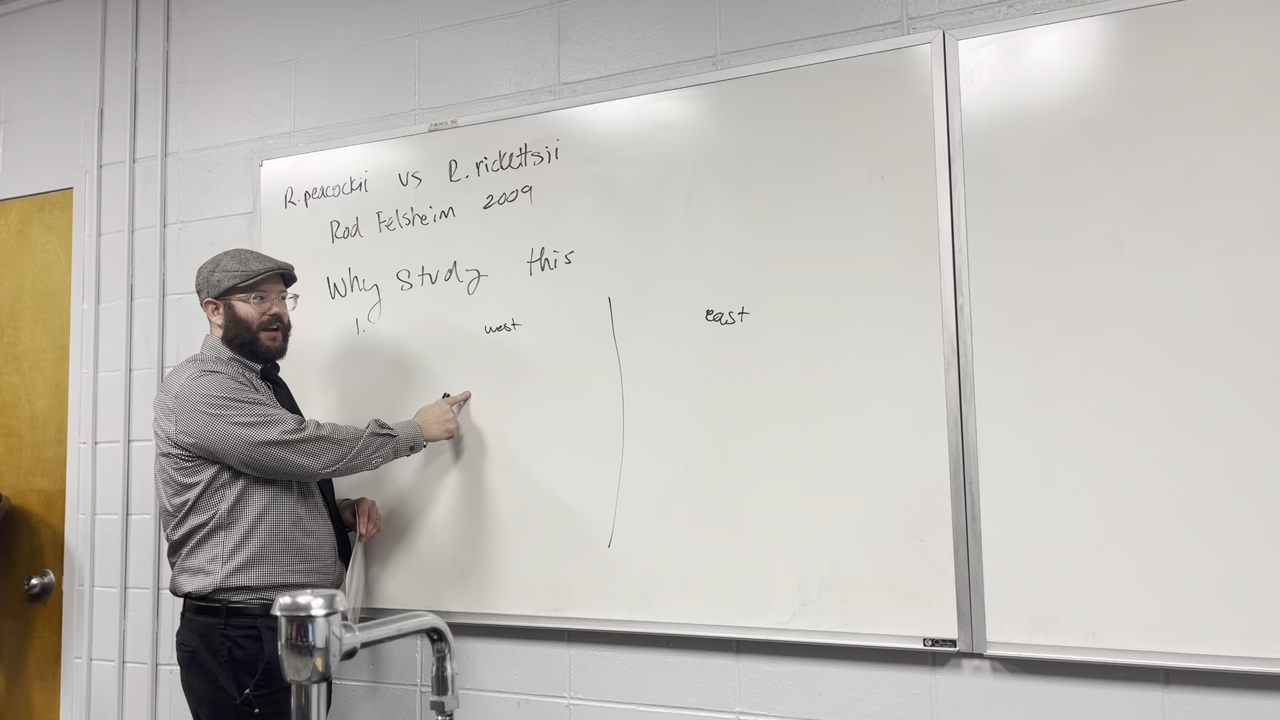 R.peacockii vs R.rickettsii
Rod Felsheim 2009
Why Study this
1.
west
east